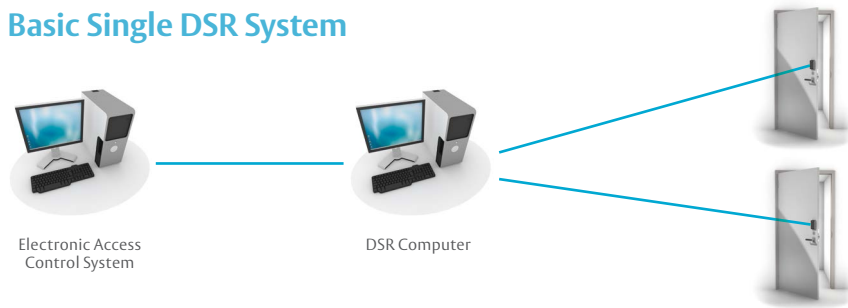 Basic Single DSR System
Electronic Access
Control System
DSR Computer